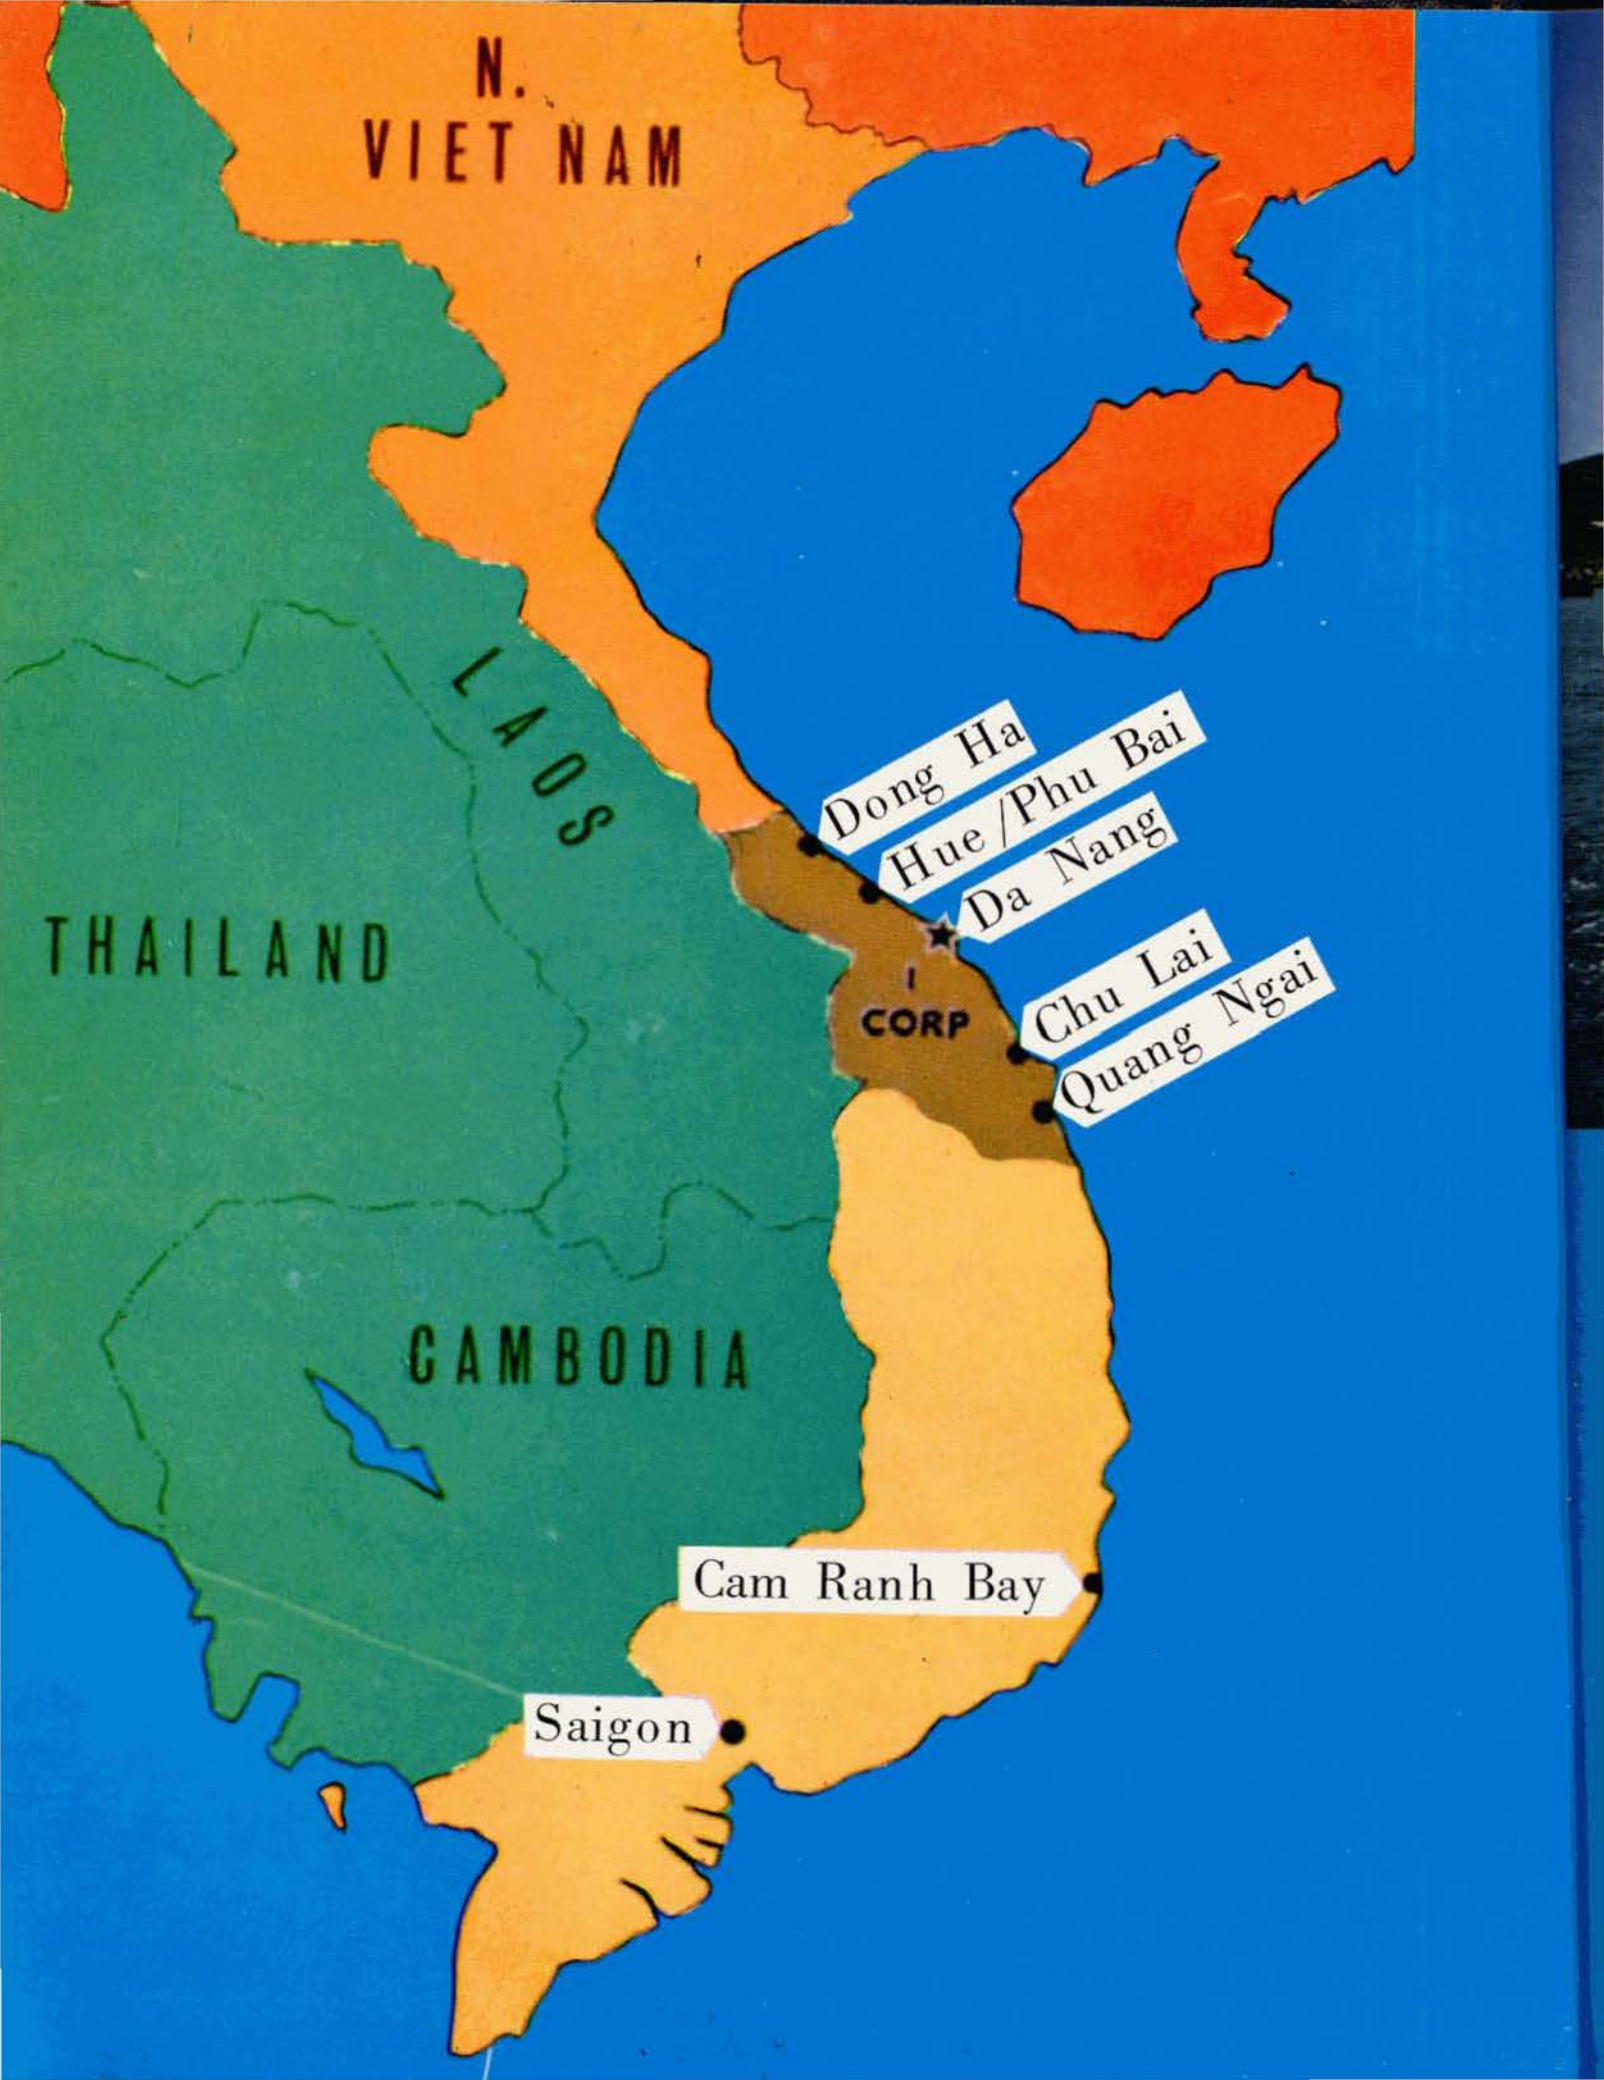 N.
VIET NAM
LAOS
Dong Ha
Hue/Phu Bai
Da Nang
THAILAND
I
CORP
Chu Lai
Quang Ngai
CAMBODIA
Cam Ranh Bay
Saigon